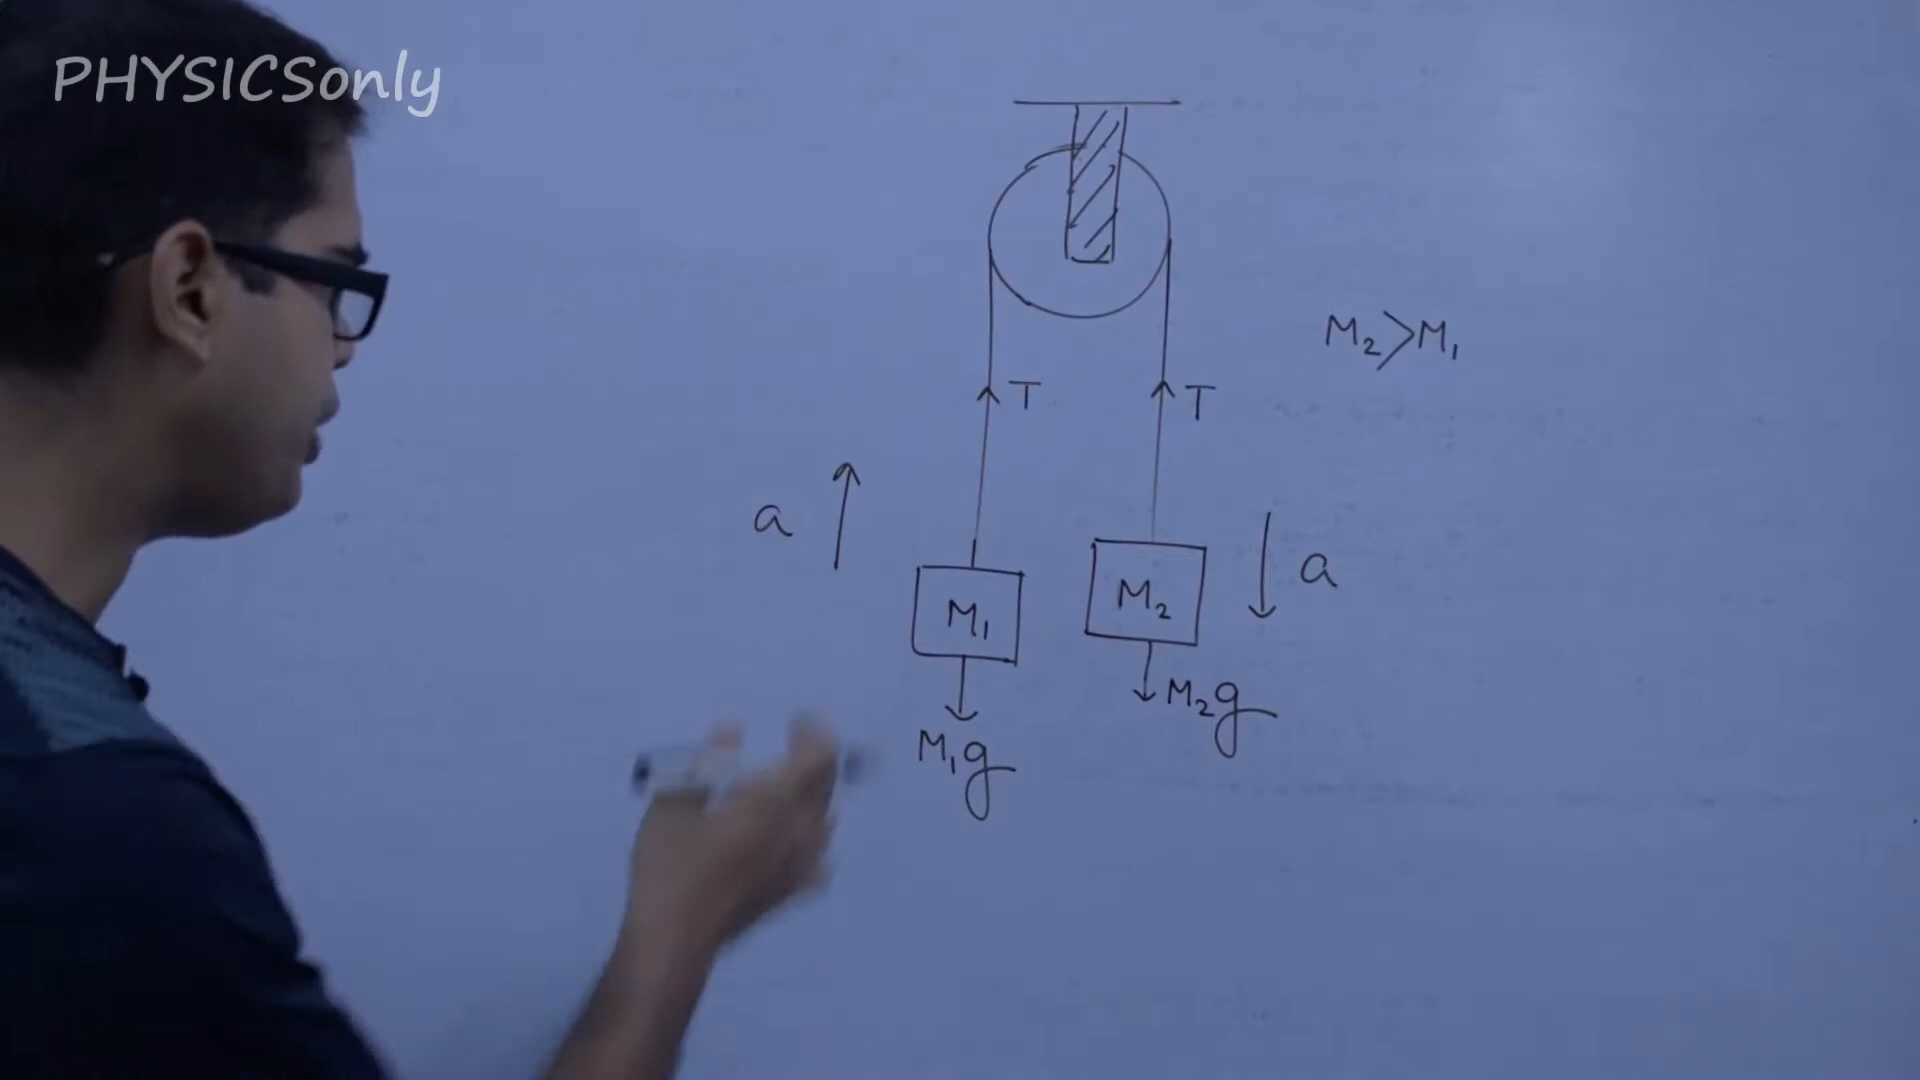 PHYSICSonly
M₂>M₁
T T
a
a
M₁ M₂
M₂g
M₁g